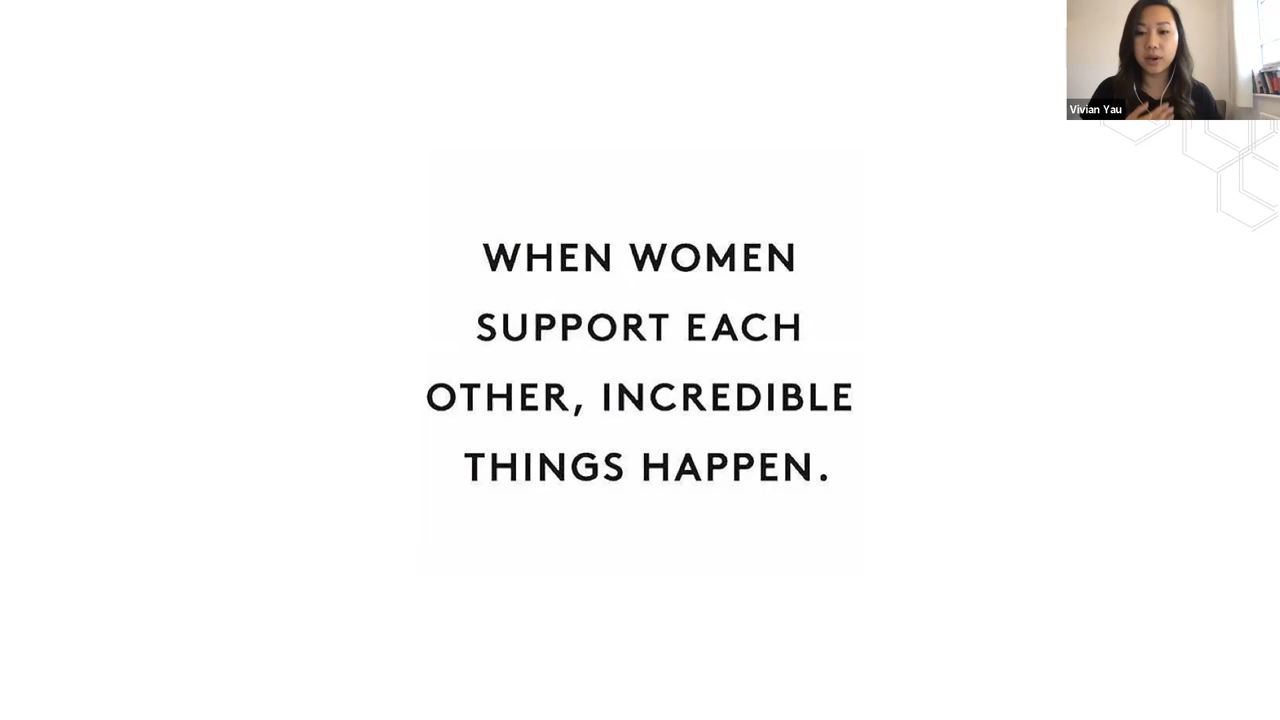 Vivian Yau
WHEN WOMEN
SUPPORT EACH
OTHER, INCREDIBLE
THINGS HAPPEN.